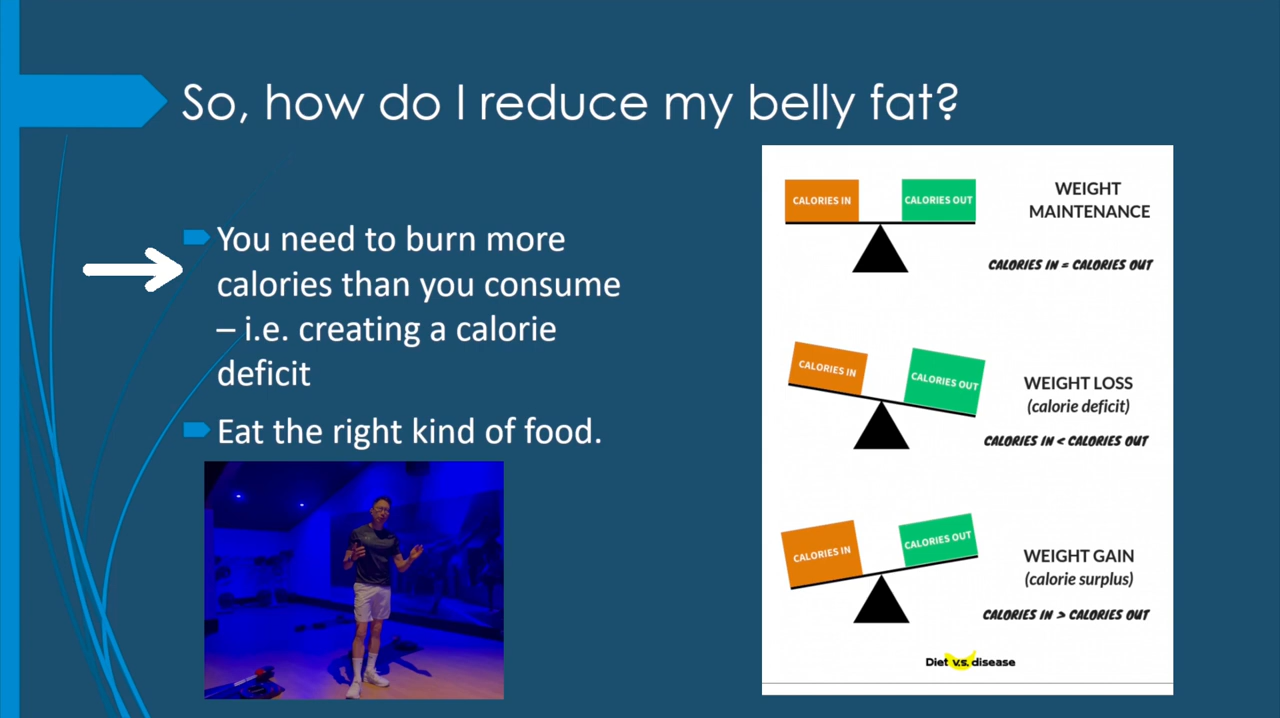 So, how do I reduce my belly fat?
You need to burn more
calories than you consume
– i.e. creating a calorie
deficit
Eat the right kind of food.
CALORIES IN
CALORIES OUT
WEIGHT
MAINTENANCE
CALORIES IN = CALORIES OUT
CALORIES IN
CALORIES OUT
WEIGHT LOSS
(calorie deficit)
CALORIES IN < CALORIES OUT
CALORIES IN
CALORIES OUT
WEIGHT GAIN
(calorie surplus)
CALORIES IN > CALORIES OUT
Diet v.s. disease